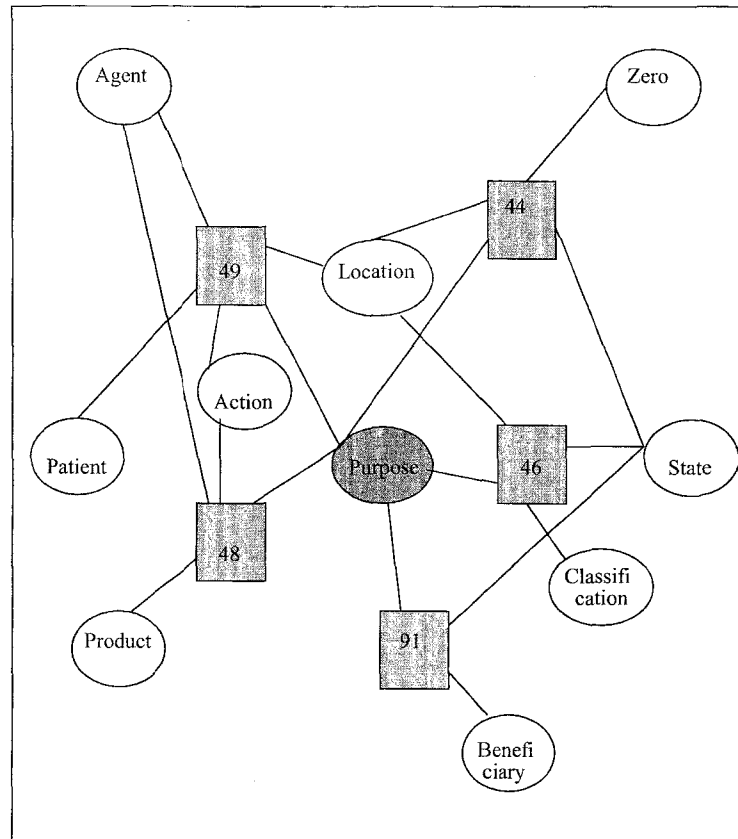 Agent
Zero
44
49
Location
Action
Patient
Purpose
46
State
48
Classifi
cation
Product
91
Benefi
ciary